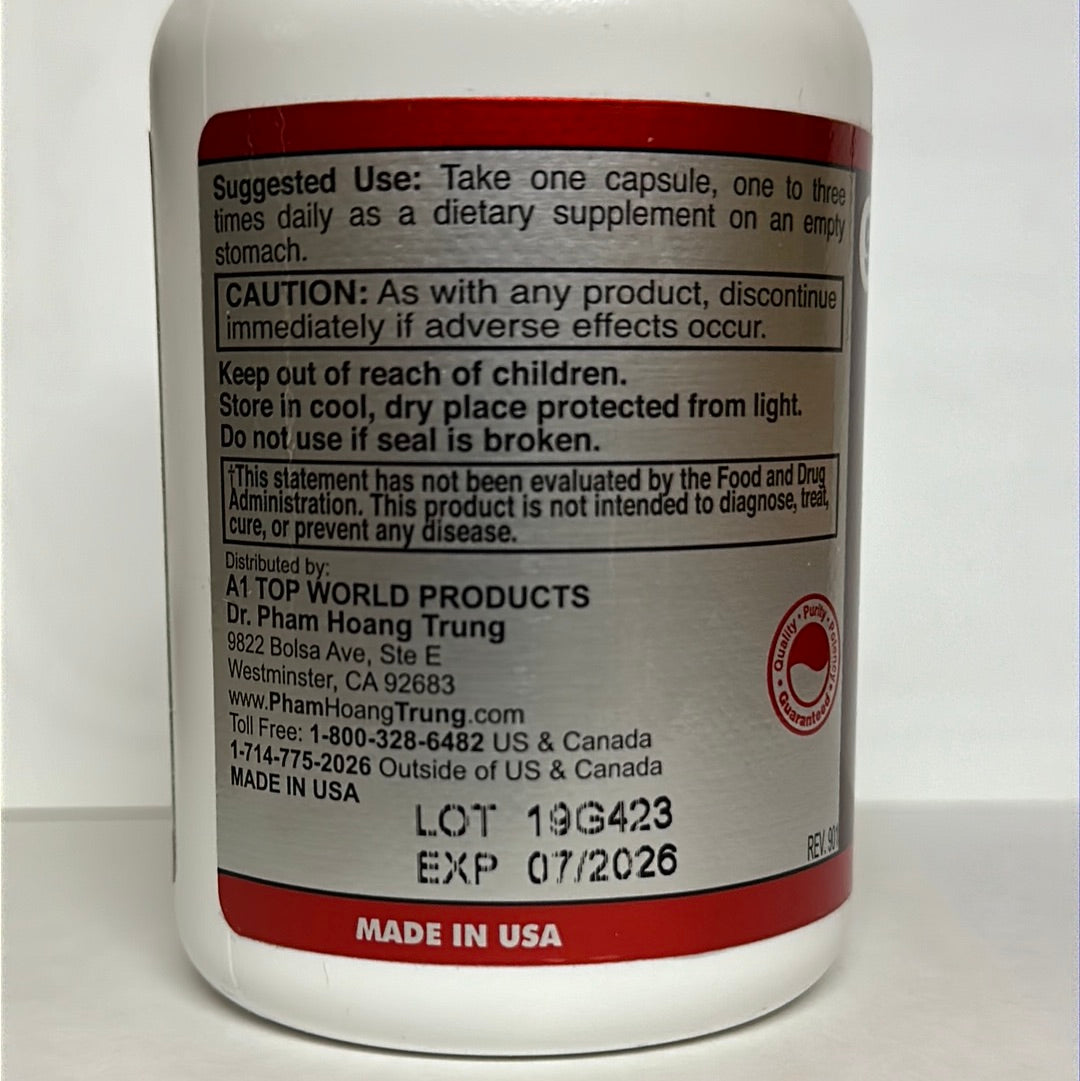 Suggested Use: Take one capsule, one to three
times daily as a dietary supplement on an empty
stomach.
CAUTION: As with any product, discontinue
immediately if adverse effects occur.
Keep out of reach of children.
Store in cool, dry place protected from light.
Do not use if seal is broken.
†This statement has not been evaluated by the Food and Drug
Administration. This product is not intended to diagnose, treat,
cure, or prevent any disease.
Distributed by:
A1 TOP WORLD PRODUCTS
Dr. Pham Hoang Trung
9822 Bolsa Ave, Ste E
Westminster, CA 92683
www.PhamHoangTrung.com
Toll Free: 1-800-328-6482 US & Canada
1-714-775-2026 Outside of US & Canada
MADE IN USA
Quality • Purity • Potency • Guaranteed •
LOT 19G423
EXP 07/2026
REV.
MADE IN USA